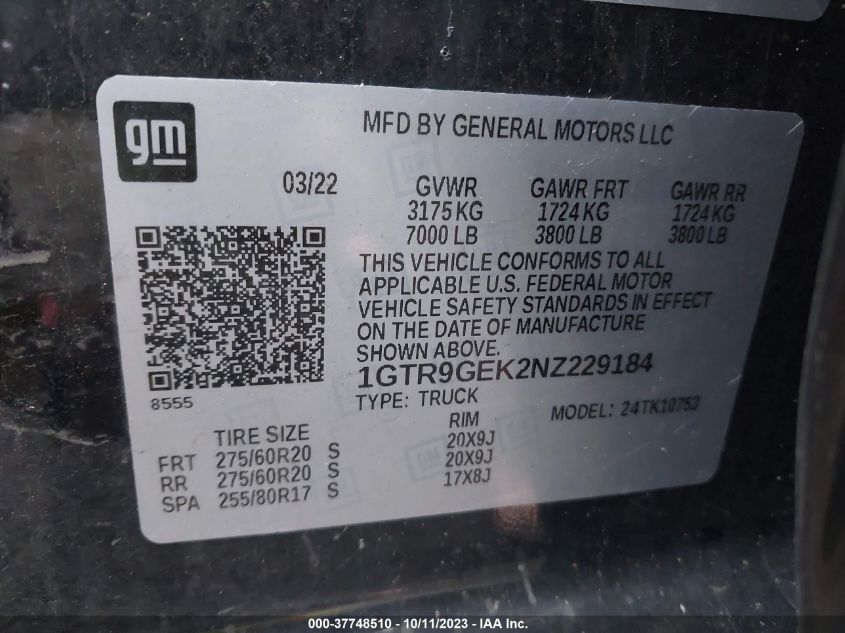 gm
MFD BY GENERAL MOTORS LLC
03/22 GVWR GAWR FRT GAWR RR
3175 KG 1724 KG 1724 KG
7000 LB 3800 LB 3800 LB
THIS VEHICLE CONFORMS TO ALL
APPLICABLE U.S. FEDERAL MOTOR
VEHICLE SAFETY STANDARDS IN EFFECT
ON THE DATE OF MANUFACTURE
SHOWN ABOVE.
1GTR9GEK2NZ229184
8555
TYPE: TRUCK MODEL: 24TK10753
TIRE SIZE RIM
FRT 275/60R20 S 20X9J
RR 275/60R20 S 20X9J
SPA 255/80R17 S 17X8J
000-37748510 - 10/11/2023 - IAA Inc.